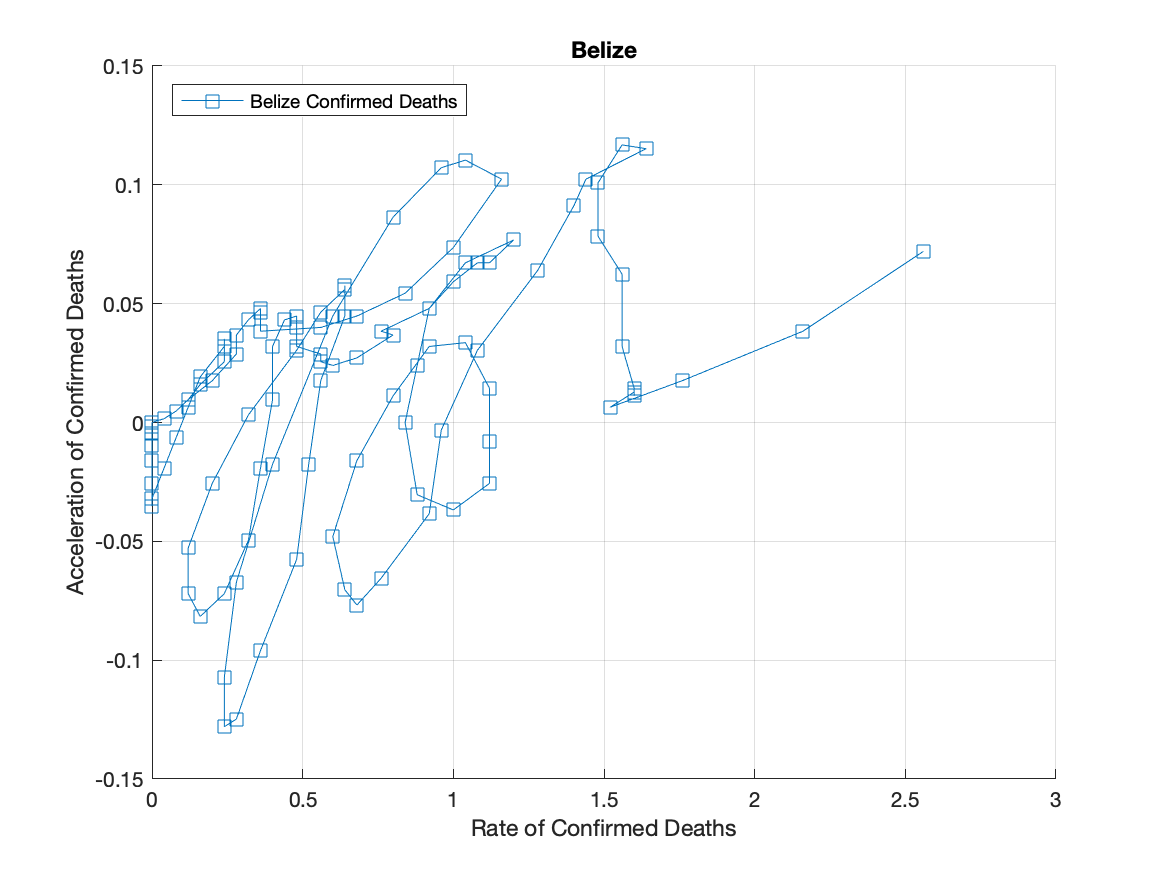 Belize
0.15
Belize Confirmed Deaths
0.1
0.05
0
-0.05
-0.1
-0.15
Acceleration of Confirmed Deaths
0 0.5 1 1.5 2 2.5 3
Rate of Confirmed Deaths